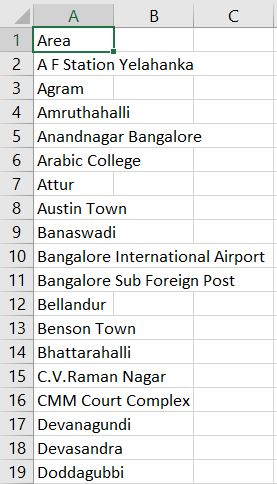 A B C
1 Area
2 A F Station Yelahanka
3 Agram
4 Amruthahalli
5 Anandnagar Bangalore
6 Arabic College
7 Attur
8 Austin Town
9 Banaswadi
10 Bangalore International Airport
11 Bangalore Sub Foreign Post
12 Bellandur
13 Benson Town
14 Bhattarahalli
15 C.V.Raman Nagar
16 CMM Court Complex
17 Devanagundi
18 Devasandra
19 Doddagubbi